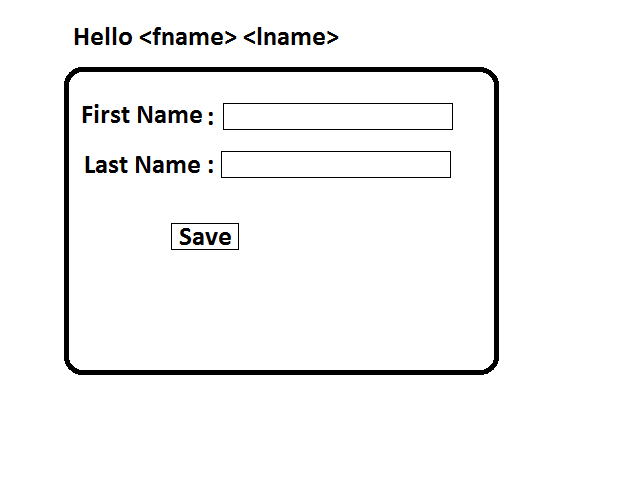 Hello <fname> <lname>
First Name :
Last Name :
Save